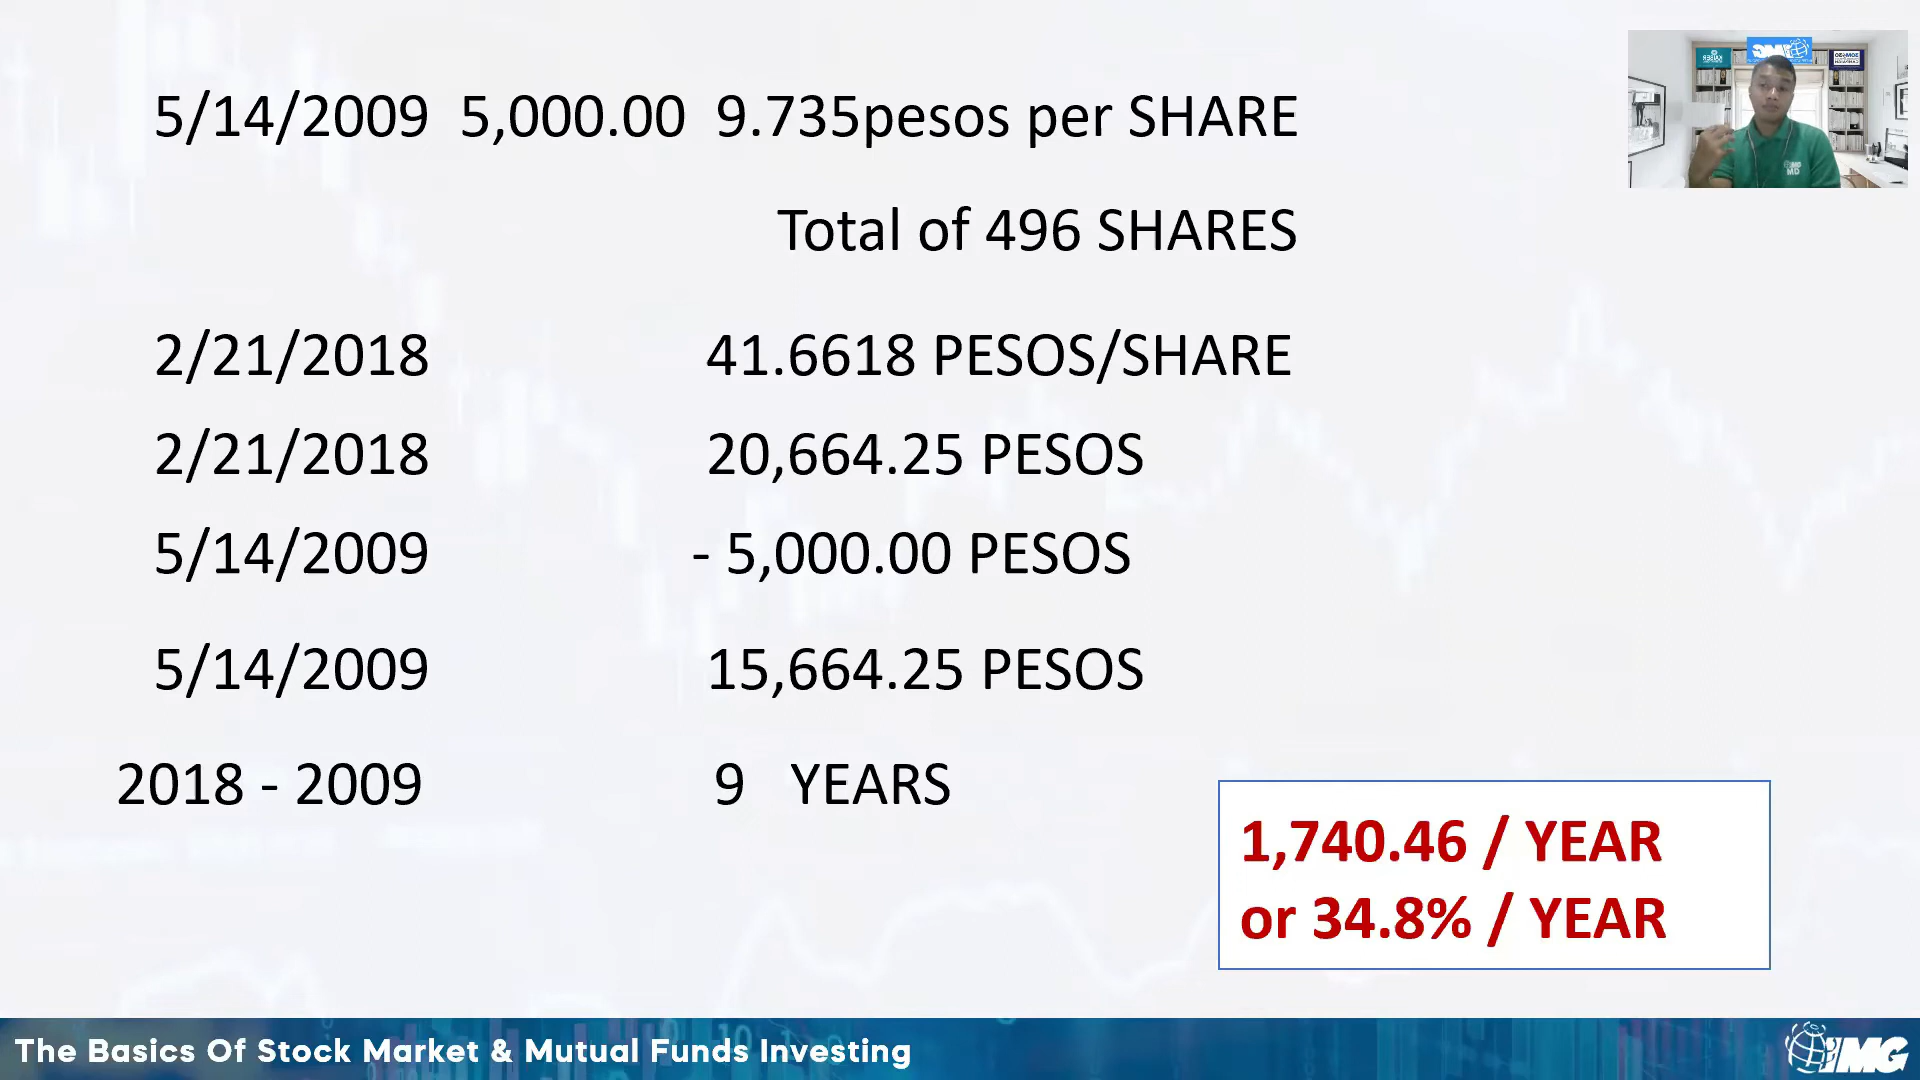 5/14/2009 5,000.00 9.735pesos per SHARE
Total of 496 SHARES
2/21/2018 41.6618 PESOS/SHARE
2/21/2018 20,664.25 PESOS
5/14/2009 - 5,000.00 PESOS
5/14/2009 15,664.25 PESOS
2018 - 2009 9 YEARS
1,740.46 / YEAR
or 34.8% / YEAR
The Basics Of Stock Market & Mutual Funds Investing
IMG